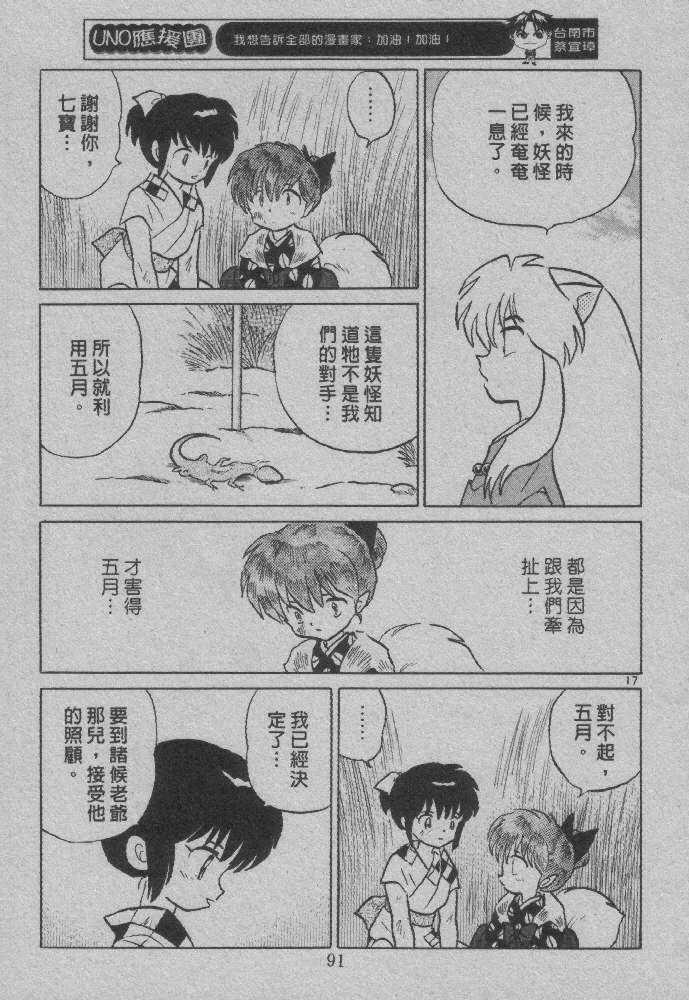 UNO應援團
我想告訴全部的漫畫家：加油！加油！
台南市
蔡宜璋
我來的時
候，妖怪
已經奄奄
一息了。
……
謝謝你，
七寶…
這隻妖怪知
道牠不是我
們的對手…
所以就利
用五月。
都是因為
跟我們牽
扯上…
才害得
五月…
17
對不起，
五月。
……
我已經決
定了…
要到諸候老爺
那兒，接受他
的照顧。
91